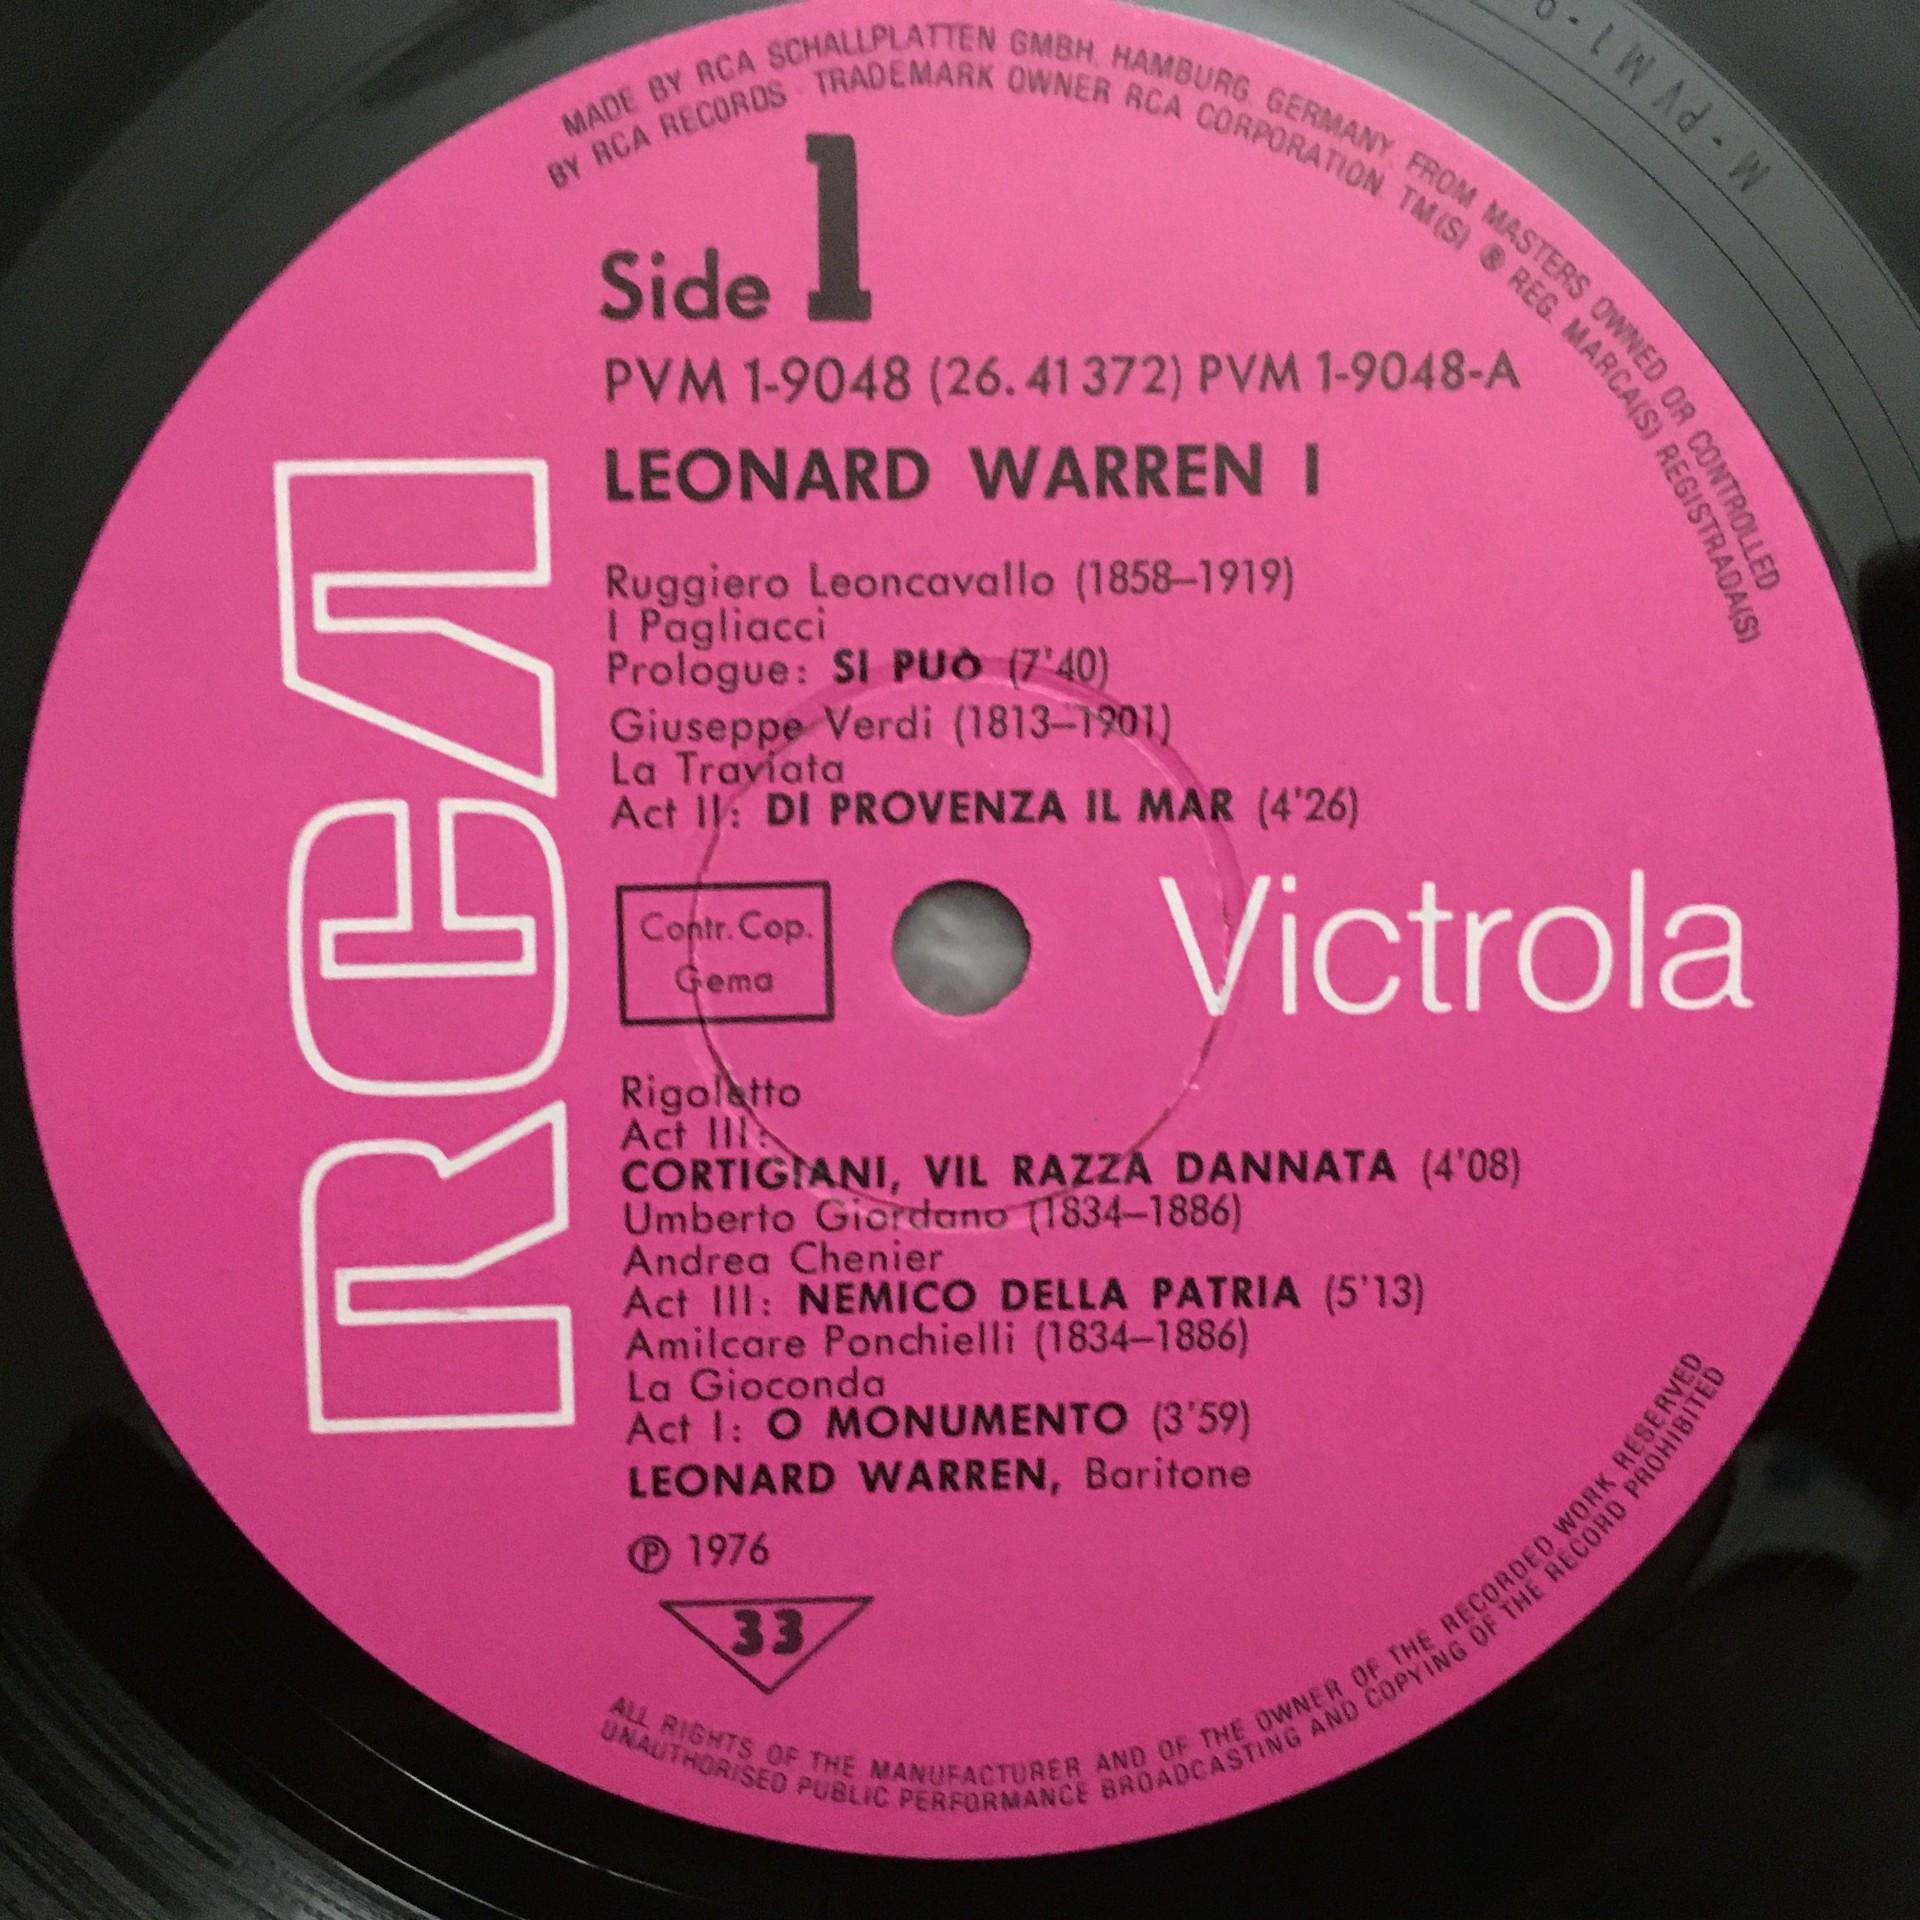 MADE BY RCA SCHALLPLATTEN GMBH. HAMBURG. GERMANY. FROM MASTERS OWNED OR CONTROLLED
BY RCA RECORDS · TRADEMARK OWNER RCA CORPORATION. TM(S) ® REG. MARCA(S) REGISTRADA(S)
Side 1
PVM 1-9048 (26.41372) PVM 1-9048-A
LEONARD WARREN I
Ruggiero Leoncavallo (1858–1919)
I Pagliacci
Prologue: SI PUÒ (7'40)
Giuseppe Verdi (1813–1901)
La Traviata
Act II: DI PROVENZA IL MAR (4'26)
RCA
Contr. Cop.
Gema
Victrola
Rigoletto
Act III:
CORTIGIANI, VIL RAZZA DANNATA (4'08)
Umberto Giordano (1834–1886)
Andrea Chenier
Act III: NEMICO DELLA PATRIA (5'13)
Amilcare Ponchielli (1834–1886)
La Gioconda
Act I: O MONUMENTO (3'59)
LEONARD WARREN, Baritone
℗ 1976
33
ALL RIGHTS OF THE MANUFACTURER AND OF THE OWNER OF THE RECORDED WORK RESERVED
UNAUTHORISED PUBLIC PERFORMANCE BROADCASTING AND COPYING OF THE RECORD PROHIBITED